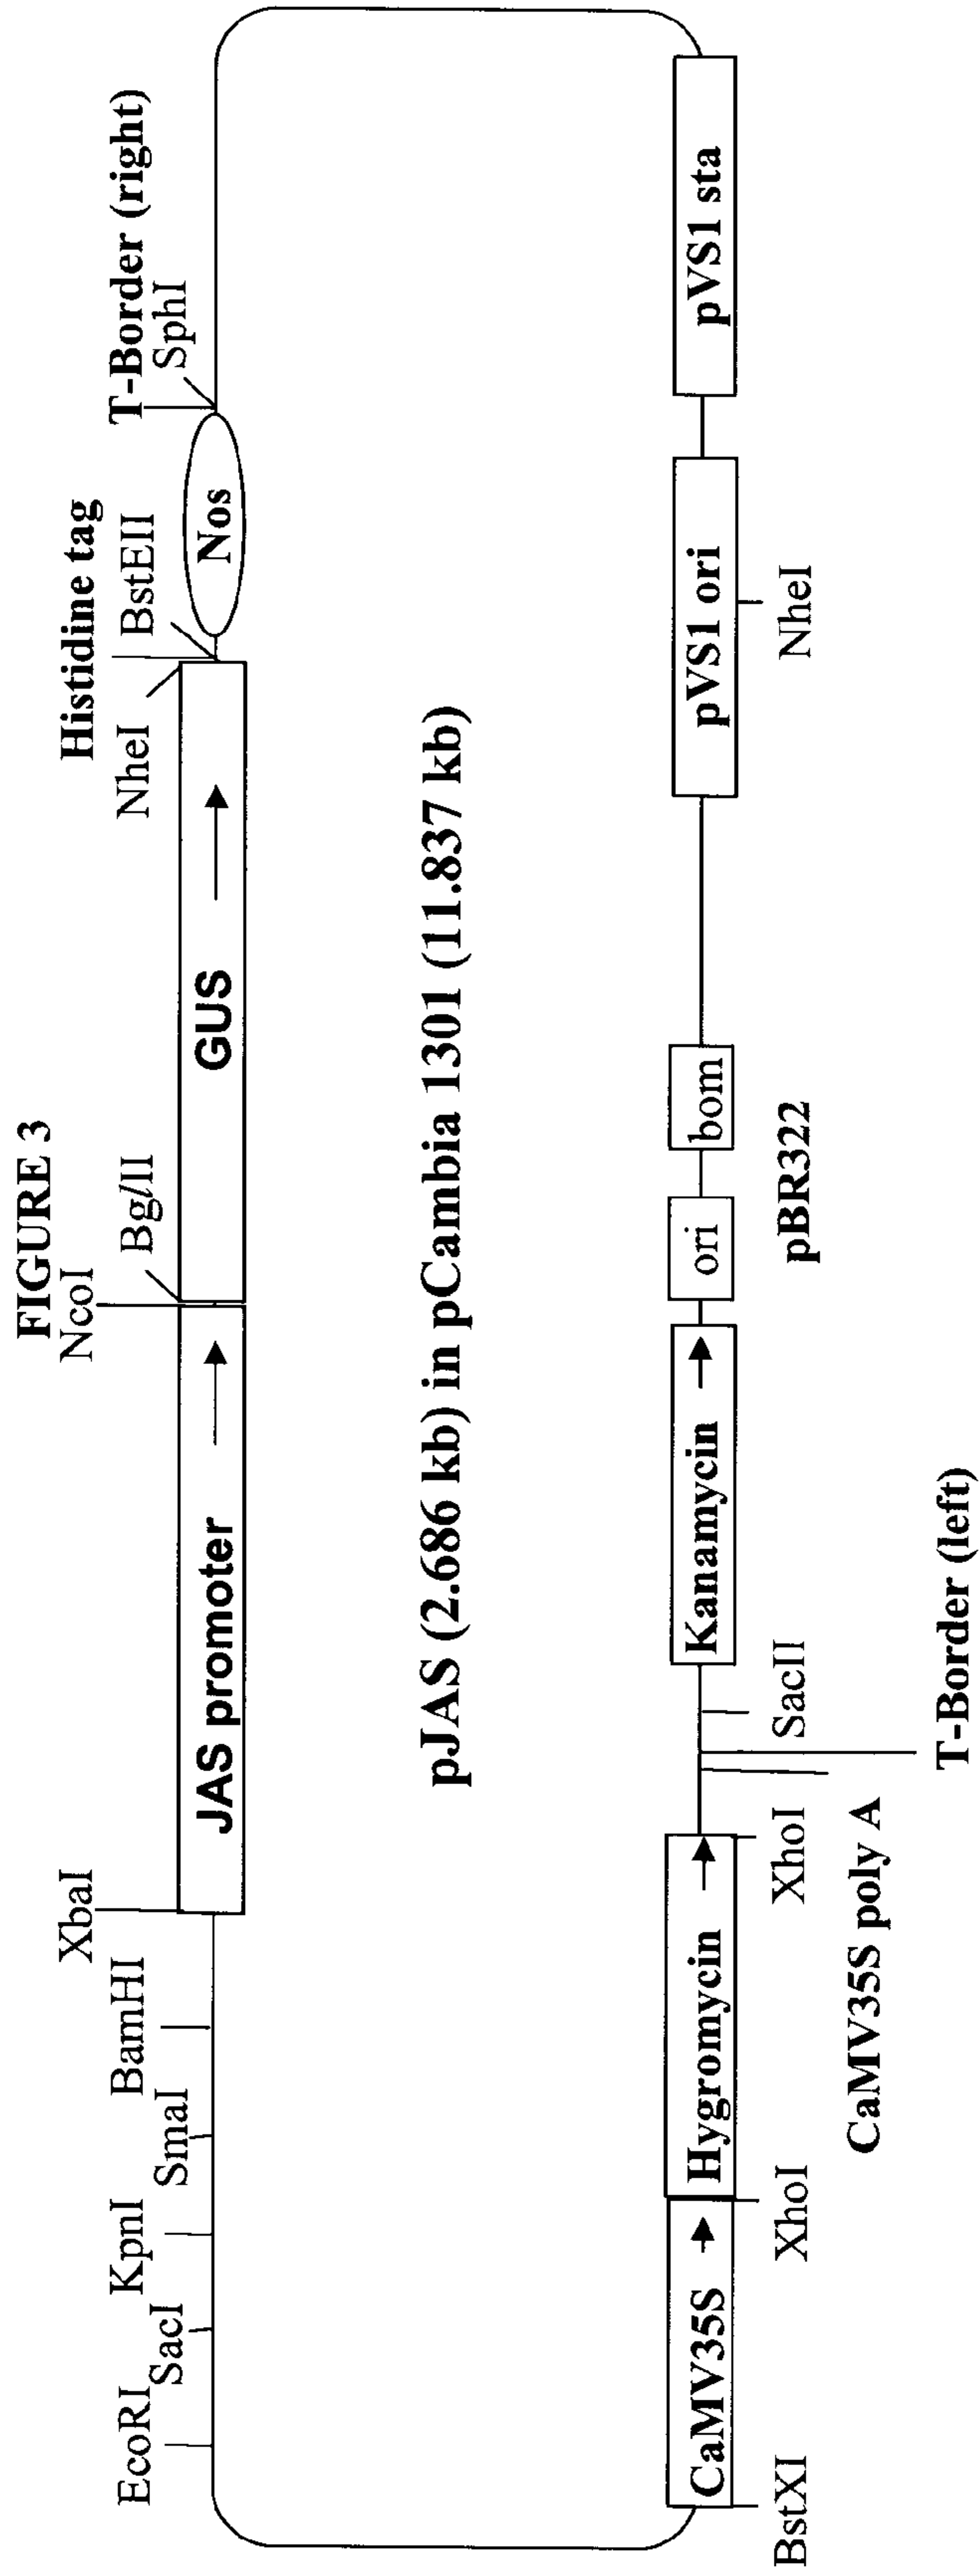 FIGURE 3
EcoRI
SacI
KpnI
SmaI
BamHI
XbaI
NcoI
BglII
NheI
Histidine tag
BstEII
T-Border (right)
SphI
JAS promoter
GUS
Nos
pJAS (2.686 kb) in pCambia 1301 (11.837 kb)
CaMV35S
Hygromycin
Kanamycin
ori
bom
pVS1 ori
pVS1 sta
BstXI
XhoI
XhoI
SacII
pBR322
NheI
CaMV35S poly A
T-Border (left)